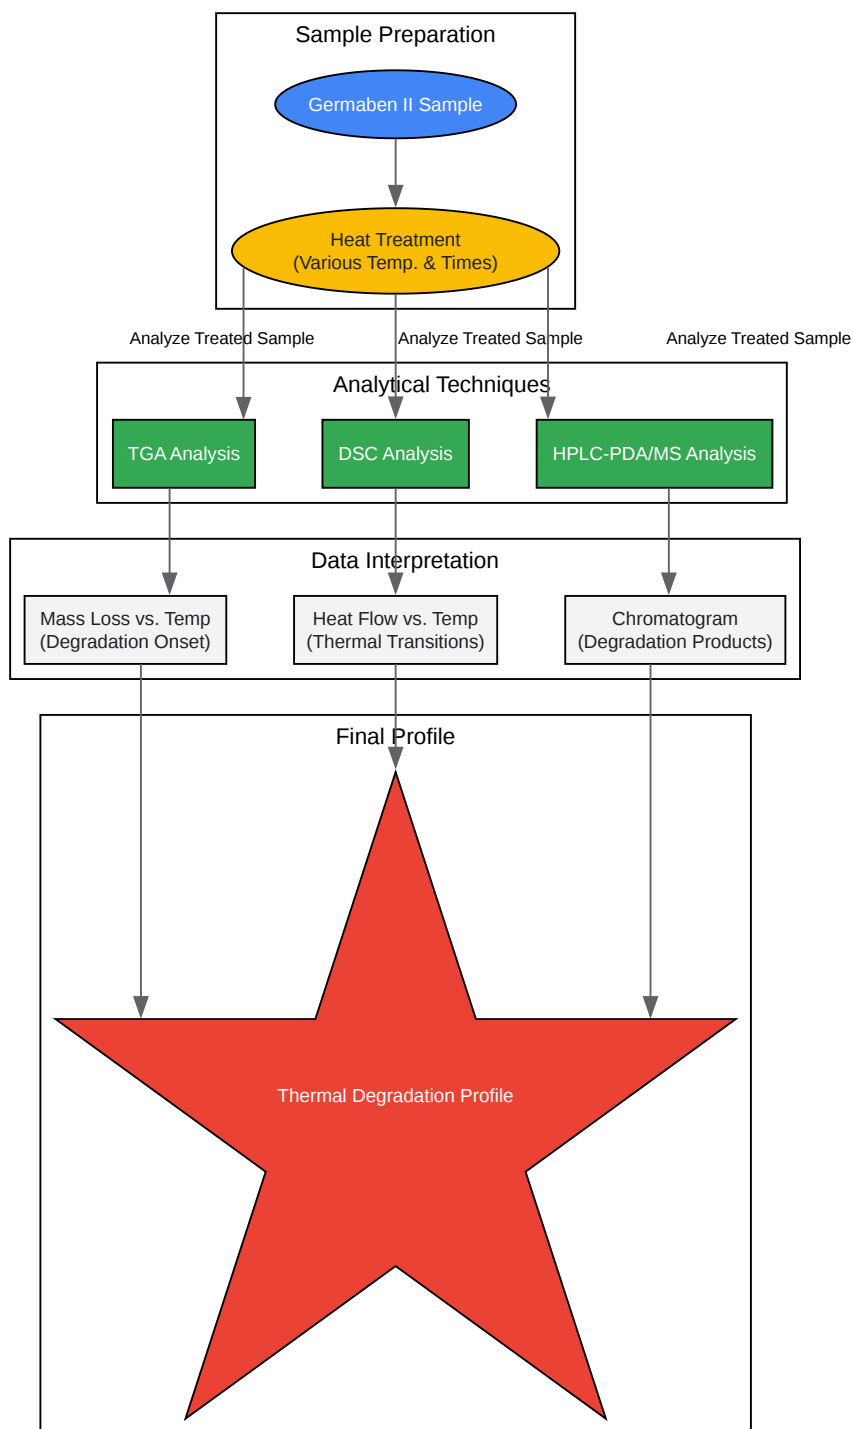 Sample Preparation
Germaben II Sample
Heat Treatment
(Various Temp. & Times)
Analyze Treated Sample
Analyze Treated Sample
Analyze Treated Sample
Analytical Techniques
TGA Analysis
DSC Analysis
HPLC-PDA/MS Analysis
Data Interpretation
Mass Loss vs. Temp
(Degradation Onset)
Heat Flow vs. Temp
(Thermal Transitions)
Chromatogram
(Degradation Products)
Final Profile
Thermal Degradation Profile